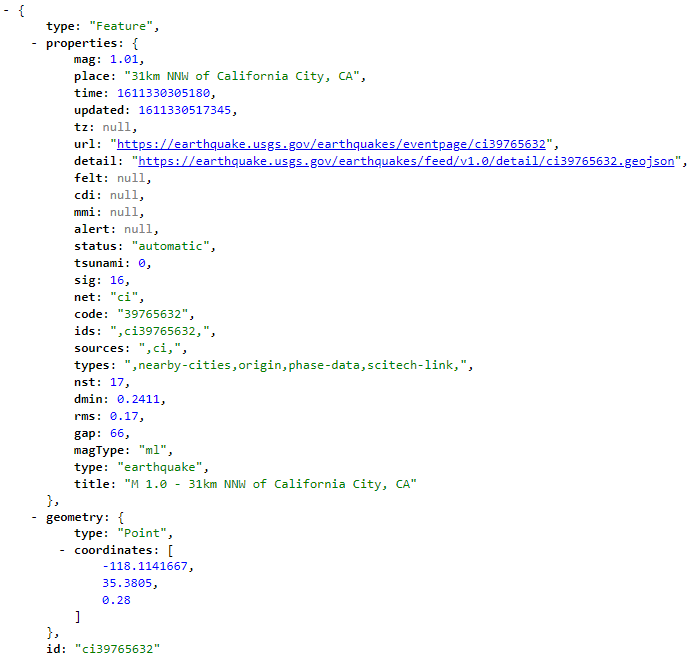 - {
type: "Feature",
- properties: {
mag: 1.01,
place: "31km NNW of California City, CA",
time: 1611330305180,
updated: 1611330517345,
tz: null,
url: "https://earthquake.usgs.gov/earthquakes/eventpage/ci39765632",
detail: "https://earthquake.usgs.gov/earthquakes/feed/v1.0/detail/ci39765632.geojson",
felt: null,
cdi: null,
mmi: null,
alert: null,
status: "automatic",
tsunami: 0,
sig: 16,
net: "ci",
code: "39765632",
ids: ",ci39765632,",
sources: ",ci,",
types: ",nearby-cities,origin,phase-data,scitech-link,",
nst: 17,
dmin: 0.2411,
rms: 0.17,
gap: 66,
magType: "ml",
type: "earthquake",
title: "M 1.0 - 31km NNW of California City, CA"
},
- geometry: {
type: "Point",
- coordinates: [
-118.1141667,
35.3805,
0.28
]
},
id: "ci39765632"